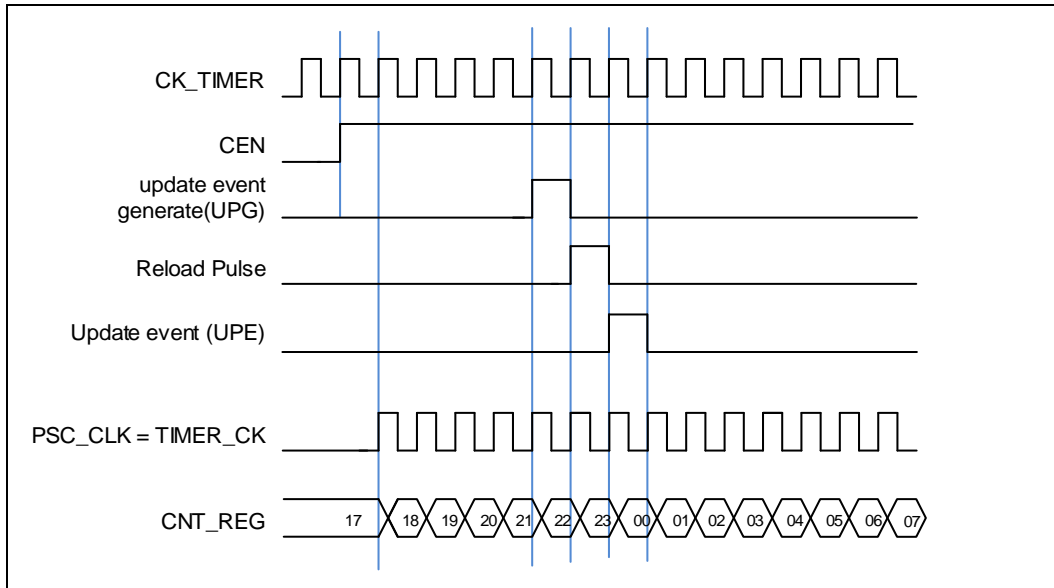 CK_TIMER
CEN
update event
generate(UPG)
Reload Pulse
Update event (UPE)
PSC_CLK = TIMER_CK
CNT_REG 17 18 19 20 21 22 23 00 01 02 03 04 05 06 07